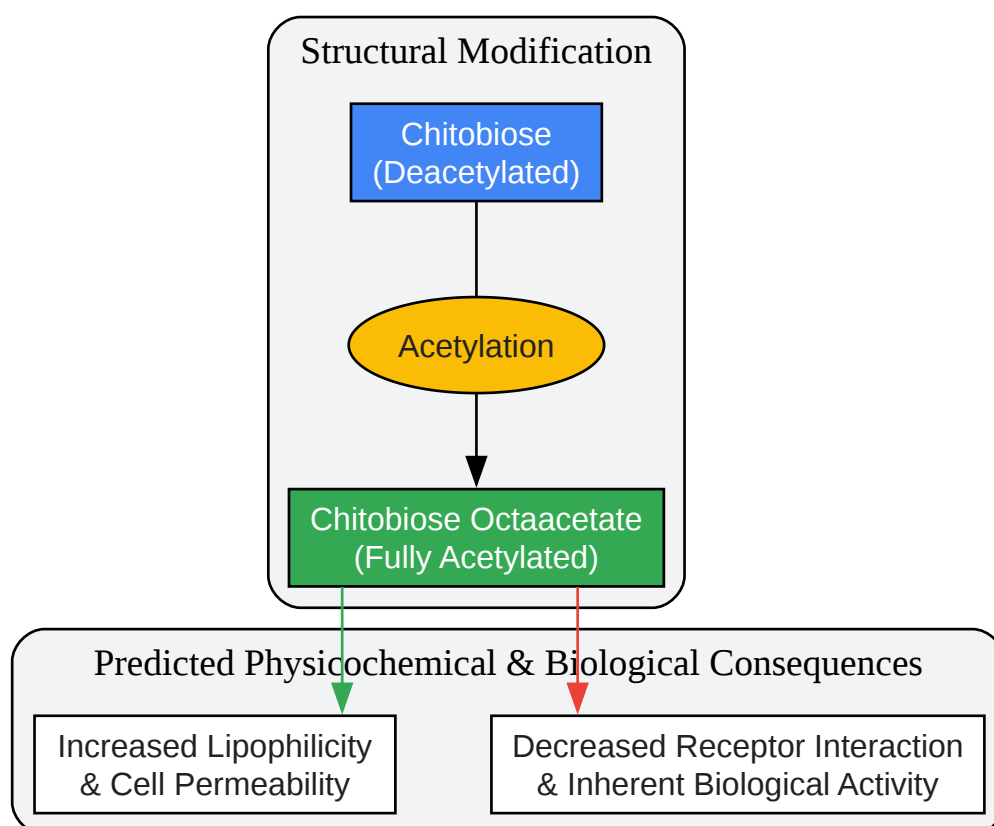 Structural Modification
Chitobiose
(Deacetylated)
Acetylation
Chitobiose Octaacetate
(Fully Acetylated)
Predicted Physicochemical & Biological Consequences
Increased Lipophilicity
& Cell Permeability
Decreased Receptor Interaction
& Inherent Biological Activity